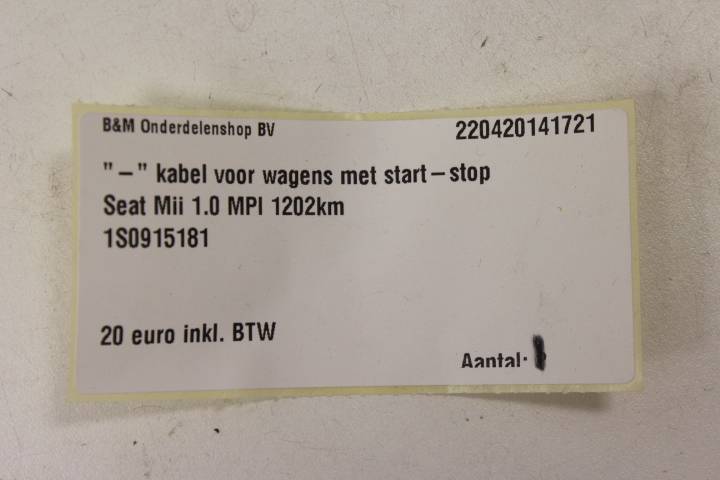 B&M Onderdelenshop BV
220420141721
"-" kabel voor wagens met start-stop
Seat Mii 1.0 MPI 1202km
1S0915181
20 euro inkl. BTW
Aantal: